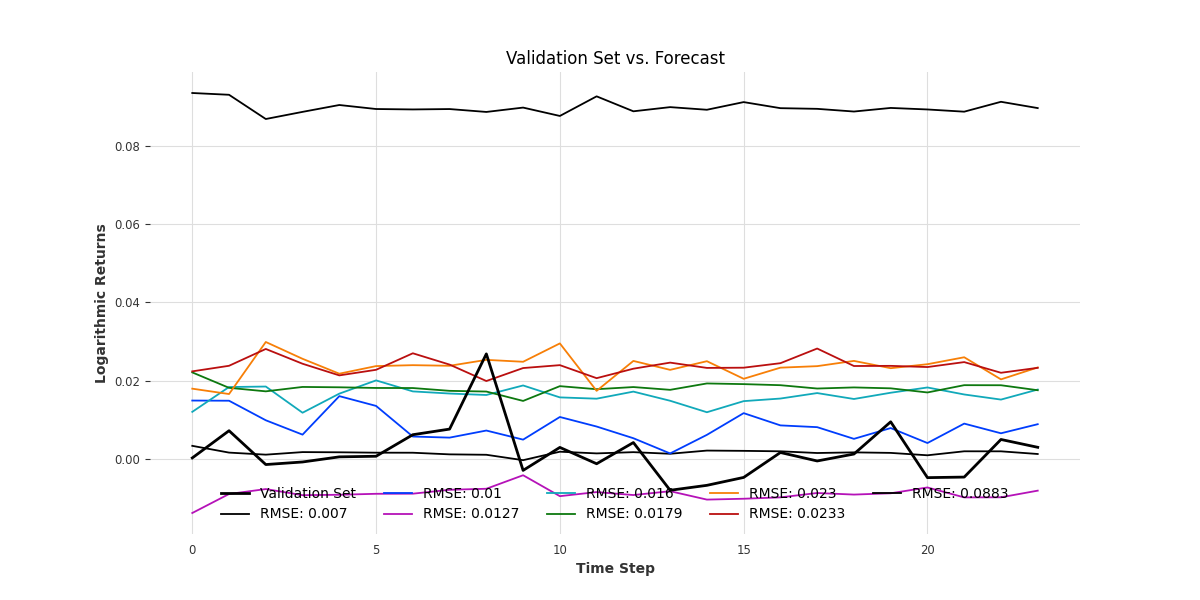 Validation Set vs. Forecast
0.08
0.06
0.04
0.02
0.00
Logarithmic Returns
Validation Set RMSE: 0.01 RMSE: 0.016 RMSE: 0.023 RMSE: 0.0883
RMSE: 0.007 RMSE: 0.0127 RMSE: 0.0179 RMSE: 0.0233
0 5 10 15 20
Time Step